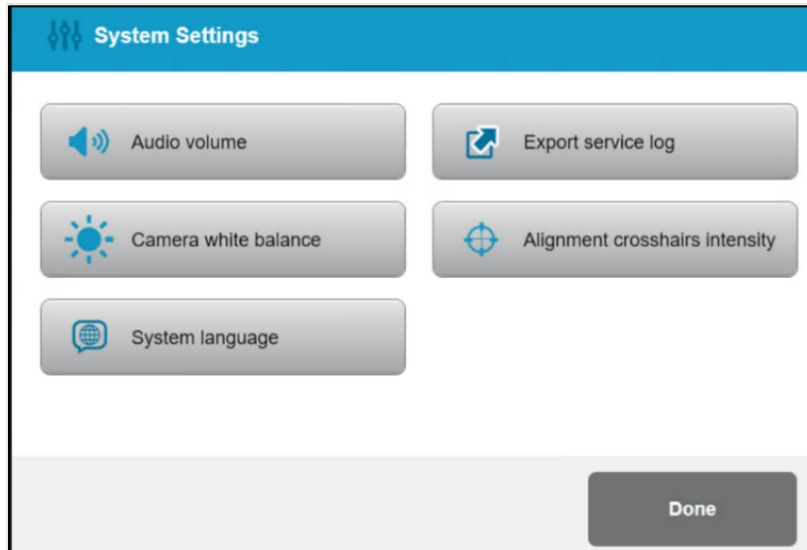 System Settings
Audio volume
Export service log
Camera white balance
Alignment crosshairs intensity
System language
Done